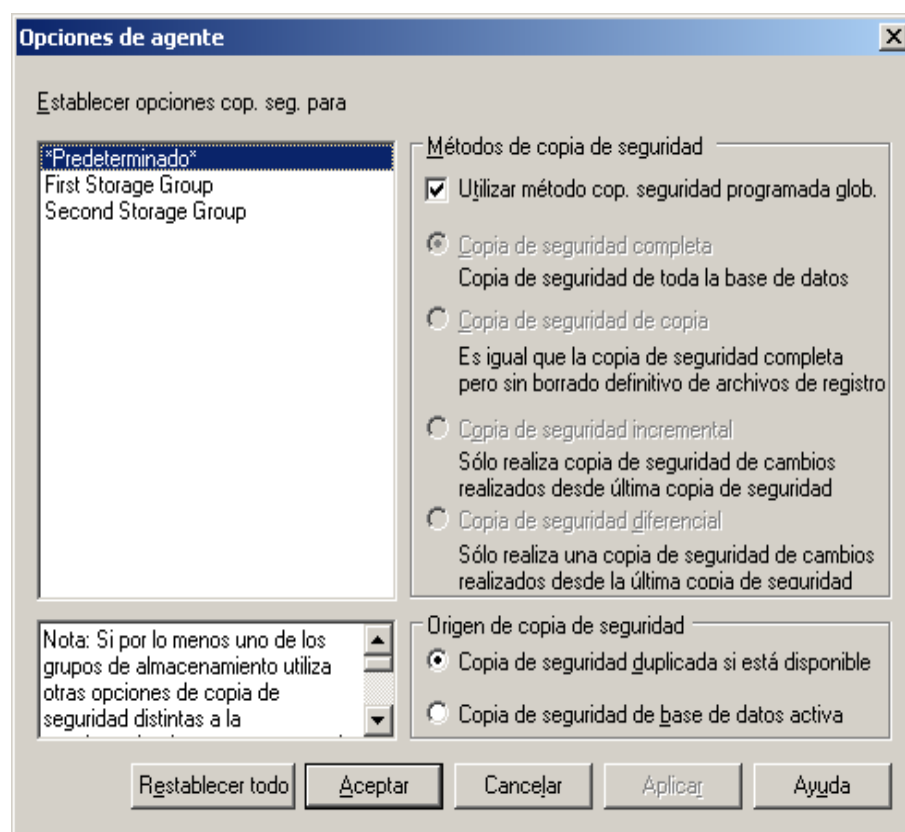 Opciones de agente
Establecer opciones cop. seg. para
*Predeterminado*
First Storage Group
Second Storage Group
Nota: Si por lo menos uno de los
grupos de almacenamiento utiliza
otras opciones de copia de
seguridad distintas a la
Métodos de copia de seguridad
Utilizar método cop. seguridad programada glob.
Copia de seguridad completa
Copia de seguridad de toda la base de datos
Copia de seguridad de copia
Es igual que la copia de seguridad completa
pero sin borrado definitivo de archivos de registro
Copia de seguridad incremental
Sólo realiza copia de seguridad de cambios
realizados desde última copia de seguridad
Copia de seguridad diferencial
Sólo realiza una copia de seguridad de cambios
realizados desde la última copia de seguridad
Origen de copia de seguridad
Copia de seguridad duplicada si está disponible
Copia de seguridad de base de datos activa
Restablecer todo
Aceptar
Cancelar
Aplicar
Ayuda